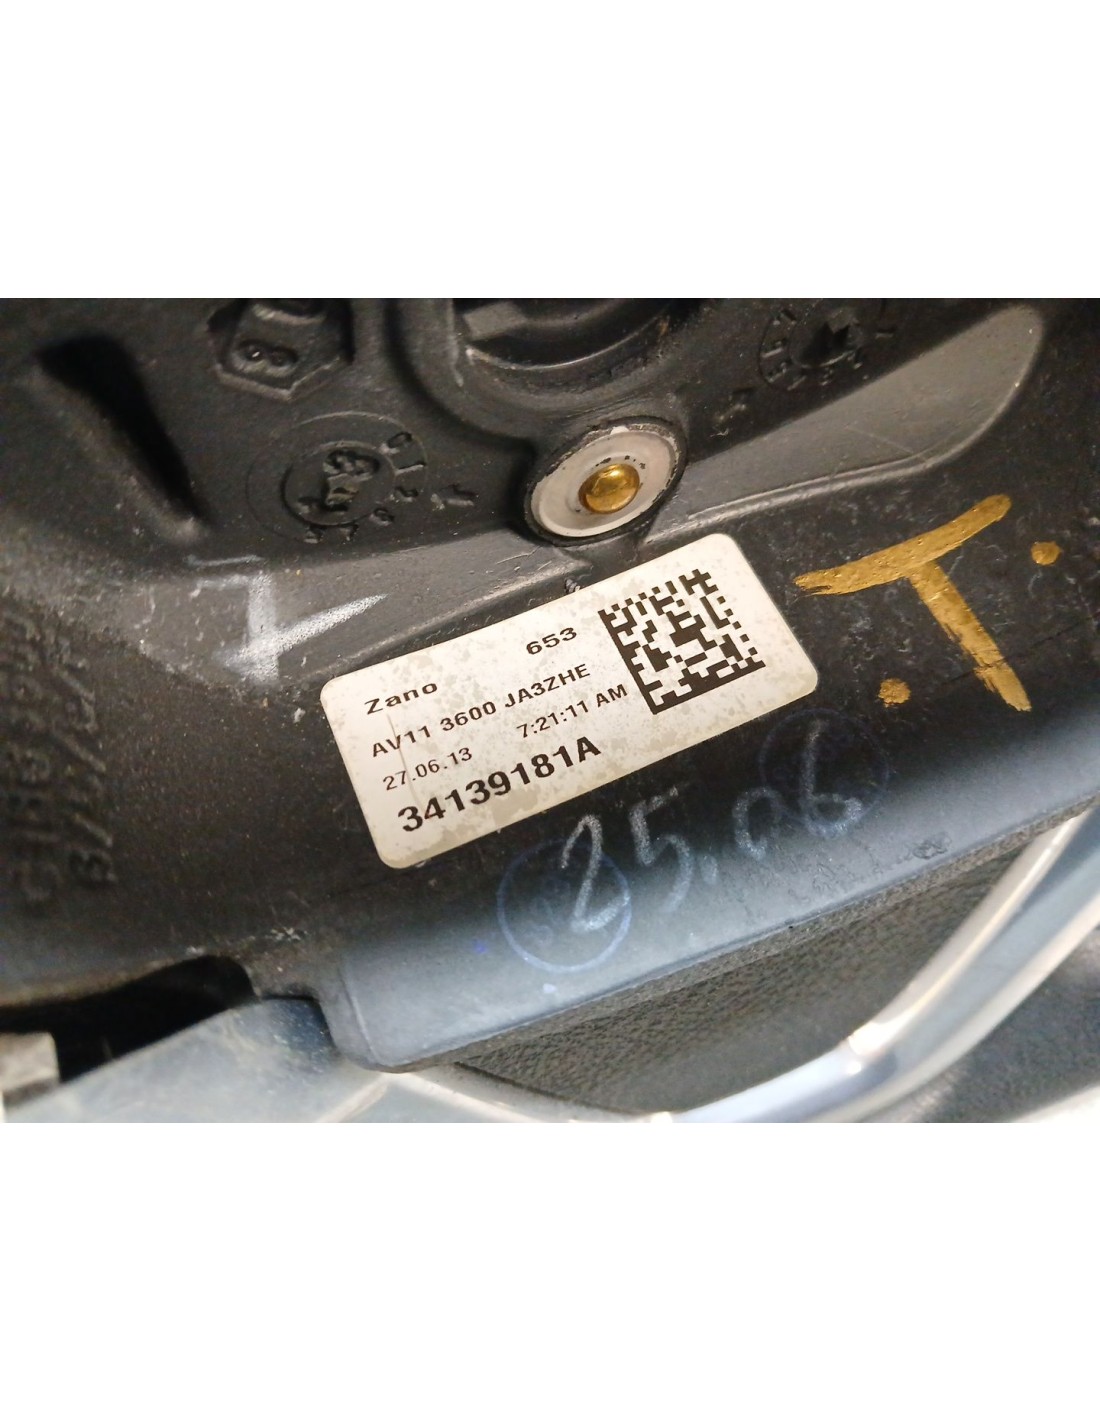 653
Zano
AV11 3600 JA3ZHE
27.06.13 7:21:11 AM
34139181A
25.06
T